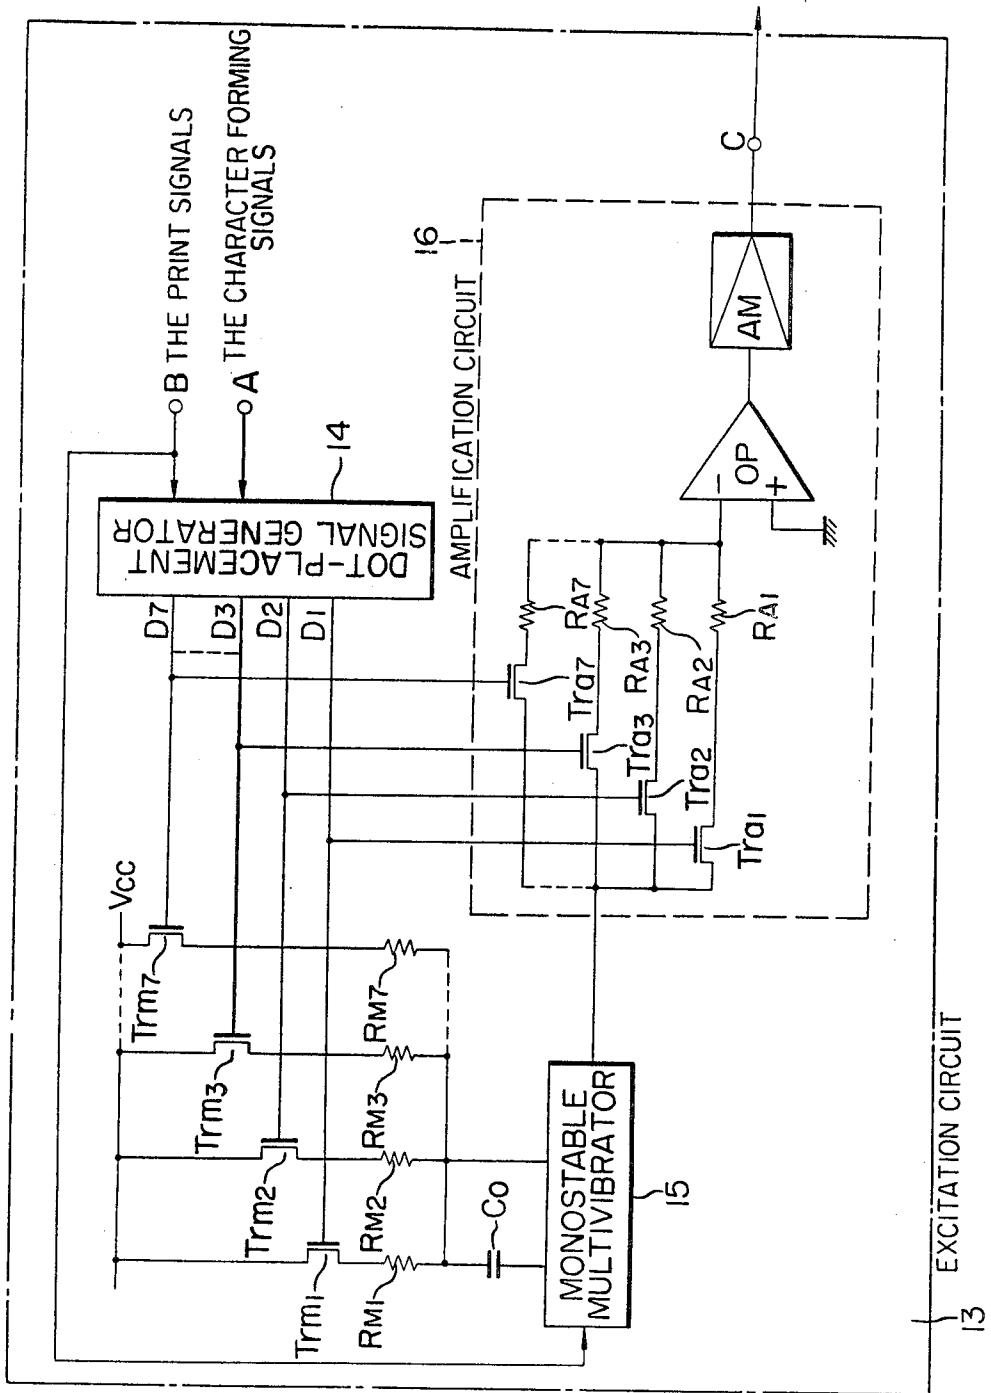 B THE PRINT SIGNALS
A THE CHARACTER FORMING
SIGNALS
14
DOT-PLACEMENT
SIGNAL GENERATOR
D7
D3
D2
D1
Vcc
Trm7
Trm3
Trm2
Trm1
RM7
RM3
RM2
RM1
Co
MONOSTABLE
MULTIVIBRATOR
15
AMPLIFICATION CIRCUIT
16
Tra7
Tra3
Tra2
Tra1
RA7
RA3
RA2
RA1
OP
−
+
AM
C
EXCITATION CIRCUIT
13